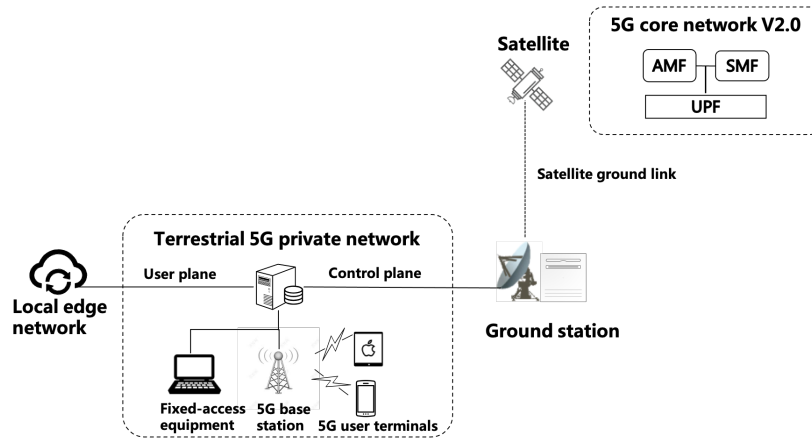 5G core network V2.0
Satellite
AMF
SMF
UPF
Satellite ground link
Terrestrial 5G private network
User plane
Control plane
Local edge
network
Ground station
Fixed-access
equipment
5G base
station
5G user terminals